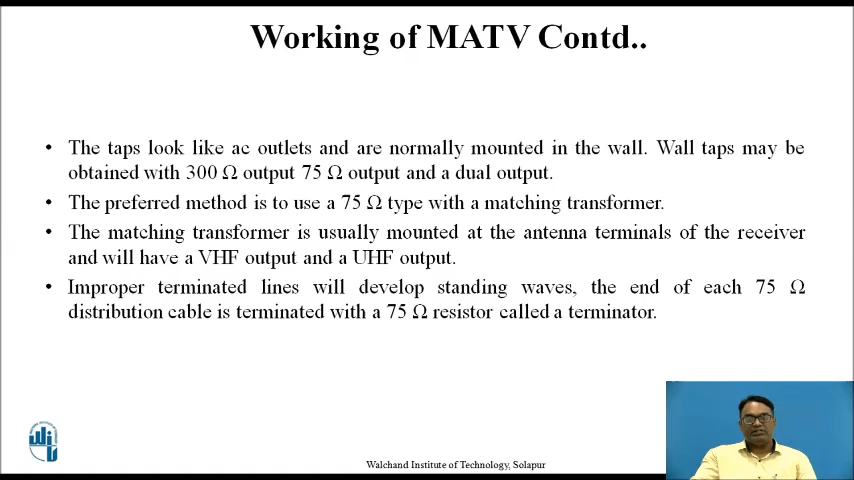 Working of MATV Contd..
• The taps look like ac outlets and are normally mounted in the wall. Wall taps may be
obtained with 300 Ω output 75 Ω output and a dual output.
• The preferred method is to use a 75 Ω type with a matching transformer.
• The matching transformer is usually mounted at the antenna terminals of the receiver
and will have a VHF output and a UHF output.
• Improper terminated lines will develop standing waves, the end of each 75 Ω
distribution cable is terminated with a 75 Ω resistor called a terminator.
Walchand Institute of Technology, Solapur